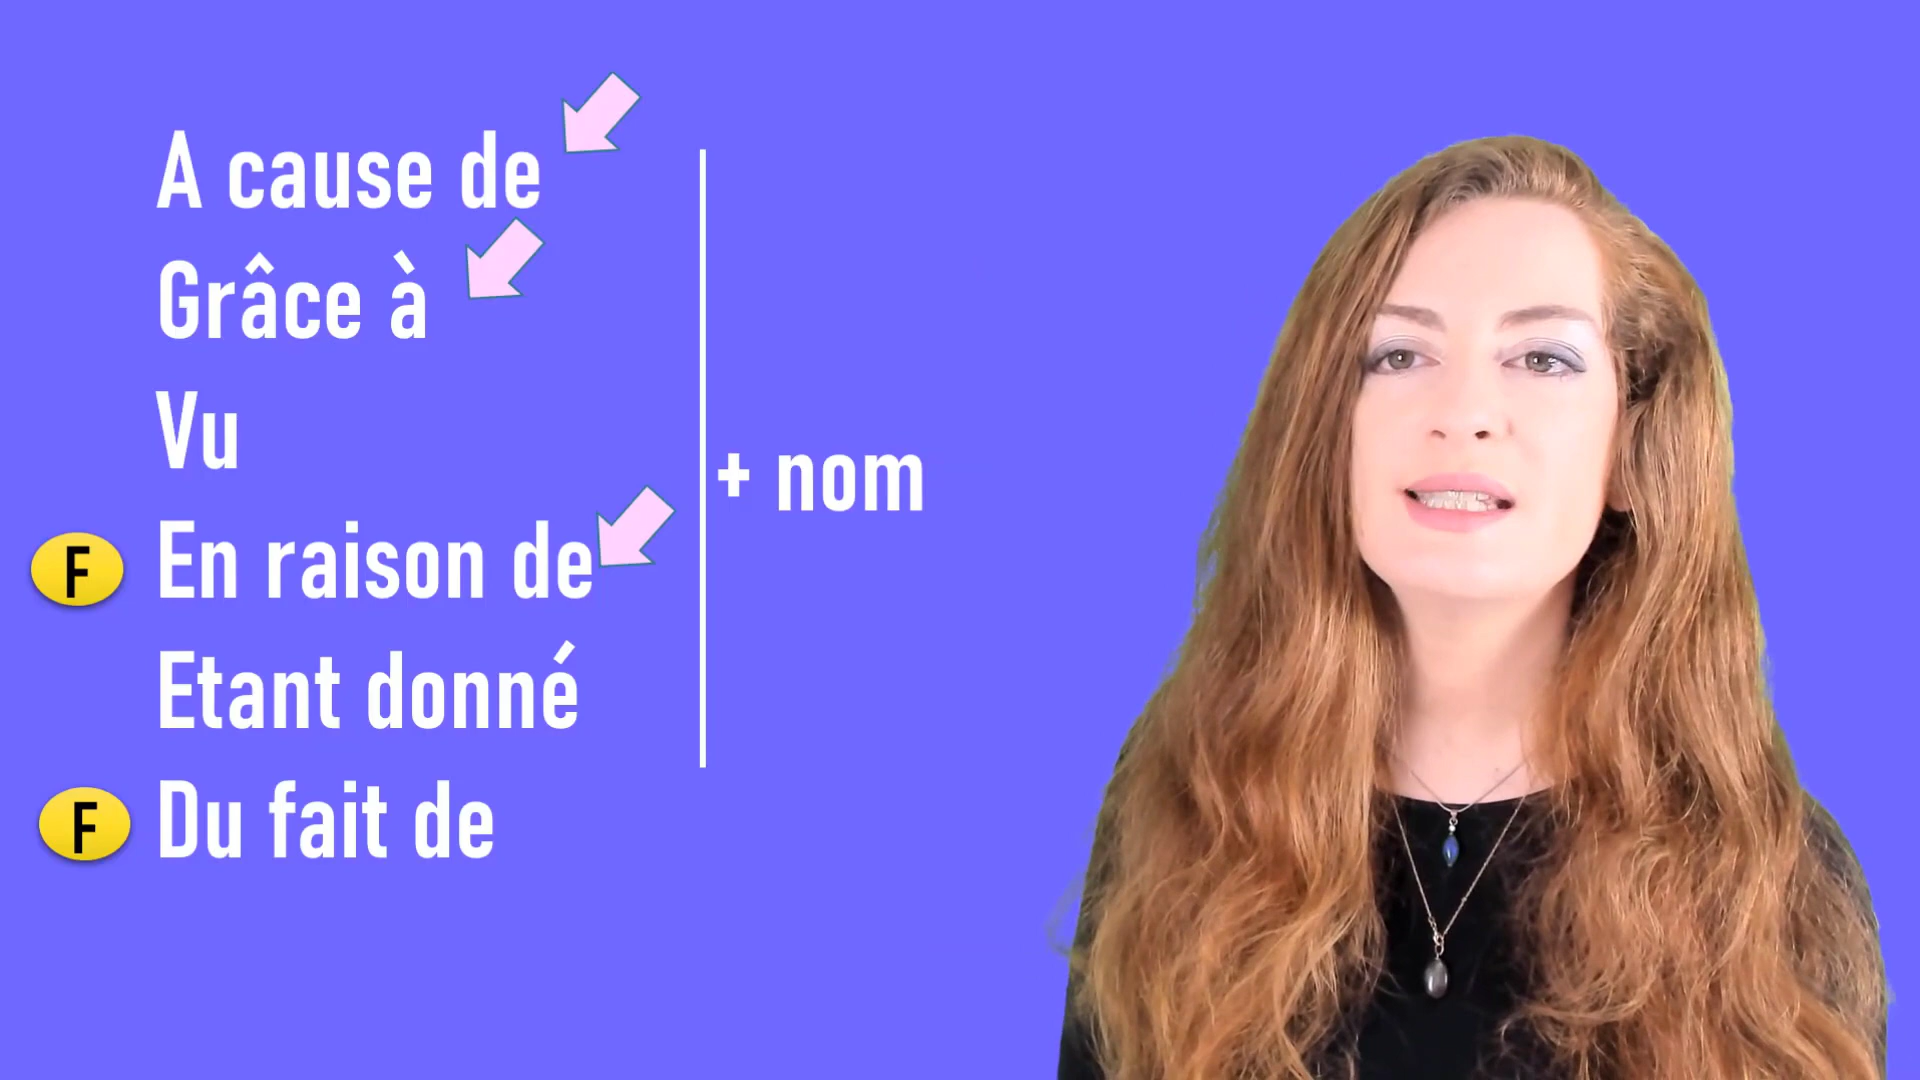 A cause de
Grâce à
Vu
+ nom
F En raison de
Etant donné
F Du fait de